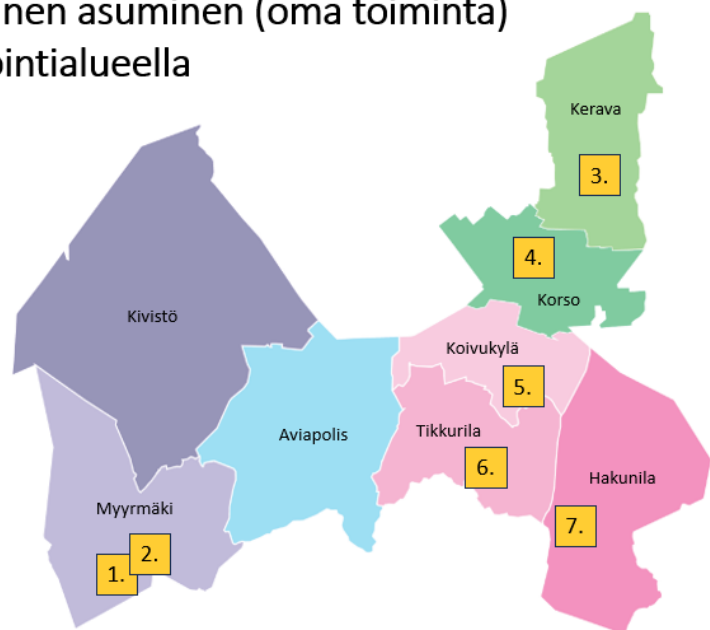 nen asuminen (oma toiminta)
intialueella
Kerava
3.
4.
Korso
Kivistö
Koivukylä
5.
Aviapolis
Tikkurila
6.
Hakunila
Myyrmäki
7.
2.
1.